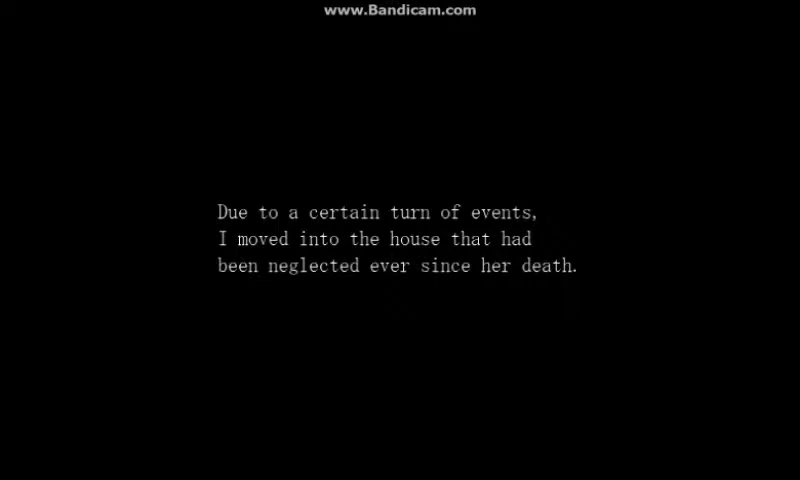 www.Bandicam.com
Due to a certain turn of events,
I moved into the house that had
been neglected ever since her death.